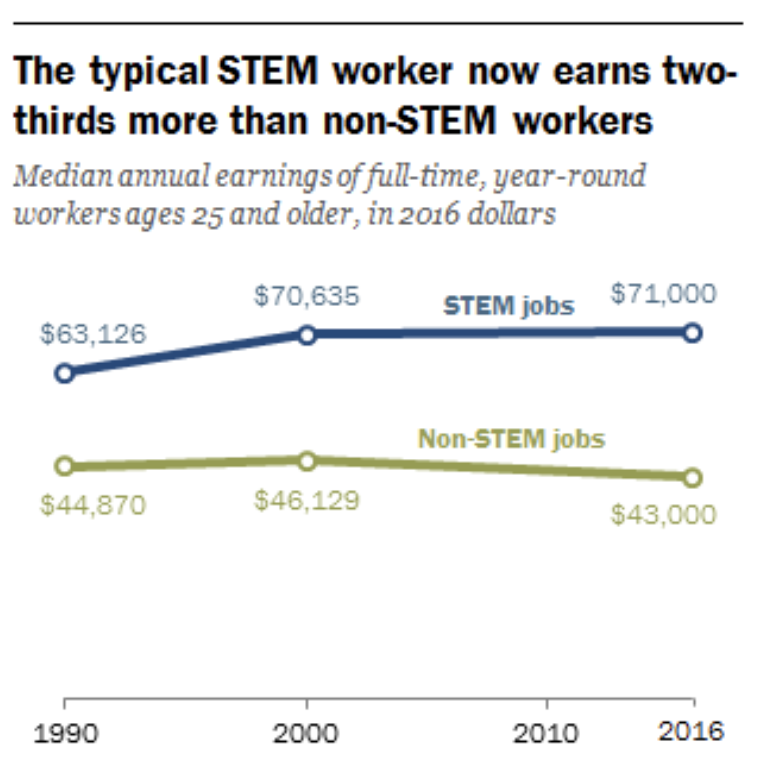 The typical STEM worker now earns two-
thirds more than non-STEM workers
Median annual earnings of full-time, year-round
workers ages 25 and older, in 2016 dollars
$63,126
$70,635
STEM jobs
$71,000
Non-STEM jobs
$44,870
$46,129
$43,000
1990
2000
2010
2016